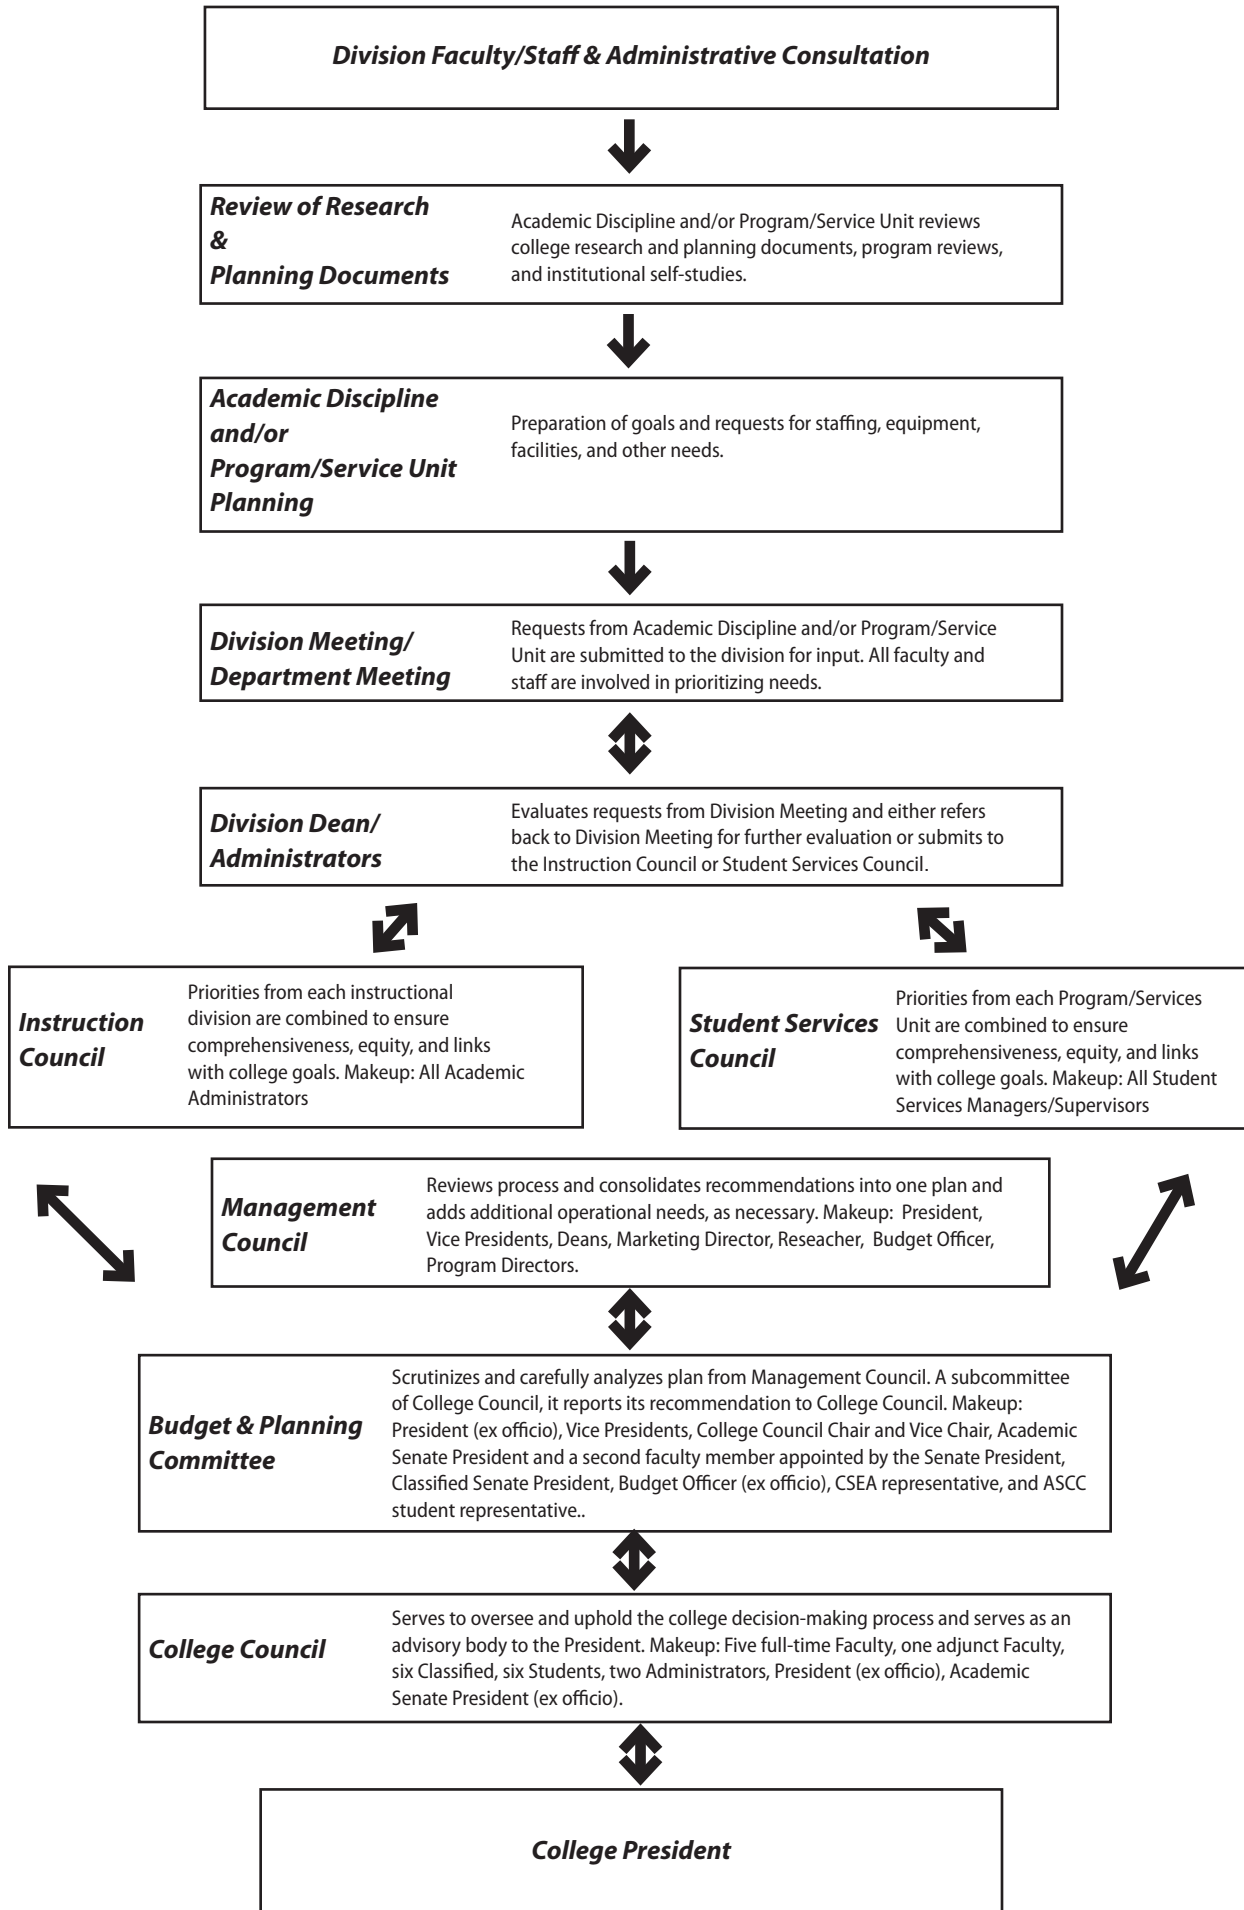 Division Faculty/Staff & Administrative Consultation
Review of Research
&
Planning Documents
Academic Discipline and/or Program/Service Unit reviews
college research and planning documents, program reviews,
and institutional self-studies.
Academic Discipline
and/or
Program/Service Unit
Planning
Preparation of goals and requests for staffing, equipment,
facilities, and other needs.
Division Meeting/
Department Meeting
Requests from Academic Discipline and/or Program/Service
Unit are submitted to the division for input. All faculty and
staff are involved in prioritizing needs.
Division Dean/
Administrators
Evaluates requests from Division Meeting and either refers
back to Division Meeting for further evaluation or submits to
the Instruction Council or Student Services Council.
Instruction
Council
Priorities from each instructional
division are combined to ensure
comprehensiveness, equity, and links
with college goals. Makeup: All Academic
Administrators
Student Services
Council
Priorities from each Program/Services
Unit are combined to ensure
comprehensiveness, equity, and links
with college goals. Makeup: All Student
Services Managers/Supervisors
Management
Council
Reviews process and consolidates recommendations into one plan and
adds additional operational needs, as necessary. Makeup: President,
Vice Presidents, Deans, Marketing Director, Reseacher, Budget Officer,
Program Directors.
Budget & Planning
Committee
Scrutinizes and carefully analyzes plan from Management Council. A subcommittee
of College Council, it reports its recommendation to College Council. Makeup:
President (ex officio), Vice Presidents, College Council Chair and Vice Chair, Academic
Senate President and a second faculty member appointed by the Senate President,
Classified Senate President, Budget Officer (ex officio), CSEA representative, and ASCC
student representative..
College Council
Serves to oversee and uphold the college decision-making process and serves as an
advisory body to the President. Makeup: Five full-time Faculty, one adjunct Faculty,
six Classified, six Students, two Administrators, President (ex officio), Academic
Senate President (ex officio).
College President